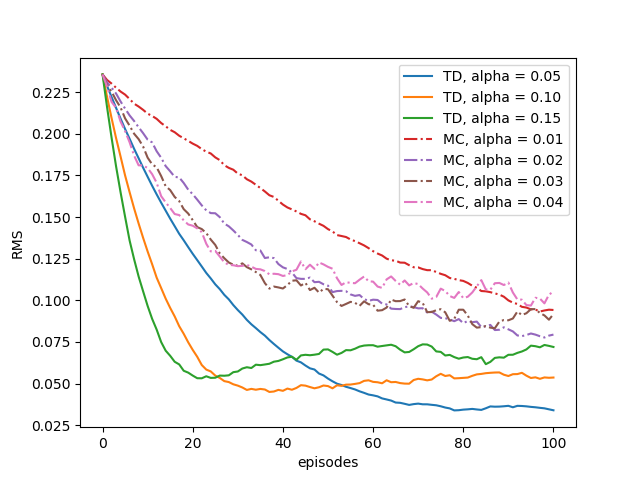 TD, alpha = 0.05
TD, alpha = 0.10
TD, alpha = 0.15
MC, alpha = 0.01
MC, alpha = 0.02
MC, alpha = 0.03
MC, alpha = 0.04
RMS
0.225
0.200
0.175
0.150
0.125
0.100
0.075
0.050
0.025
0 20 40 60 80 100
episodes